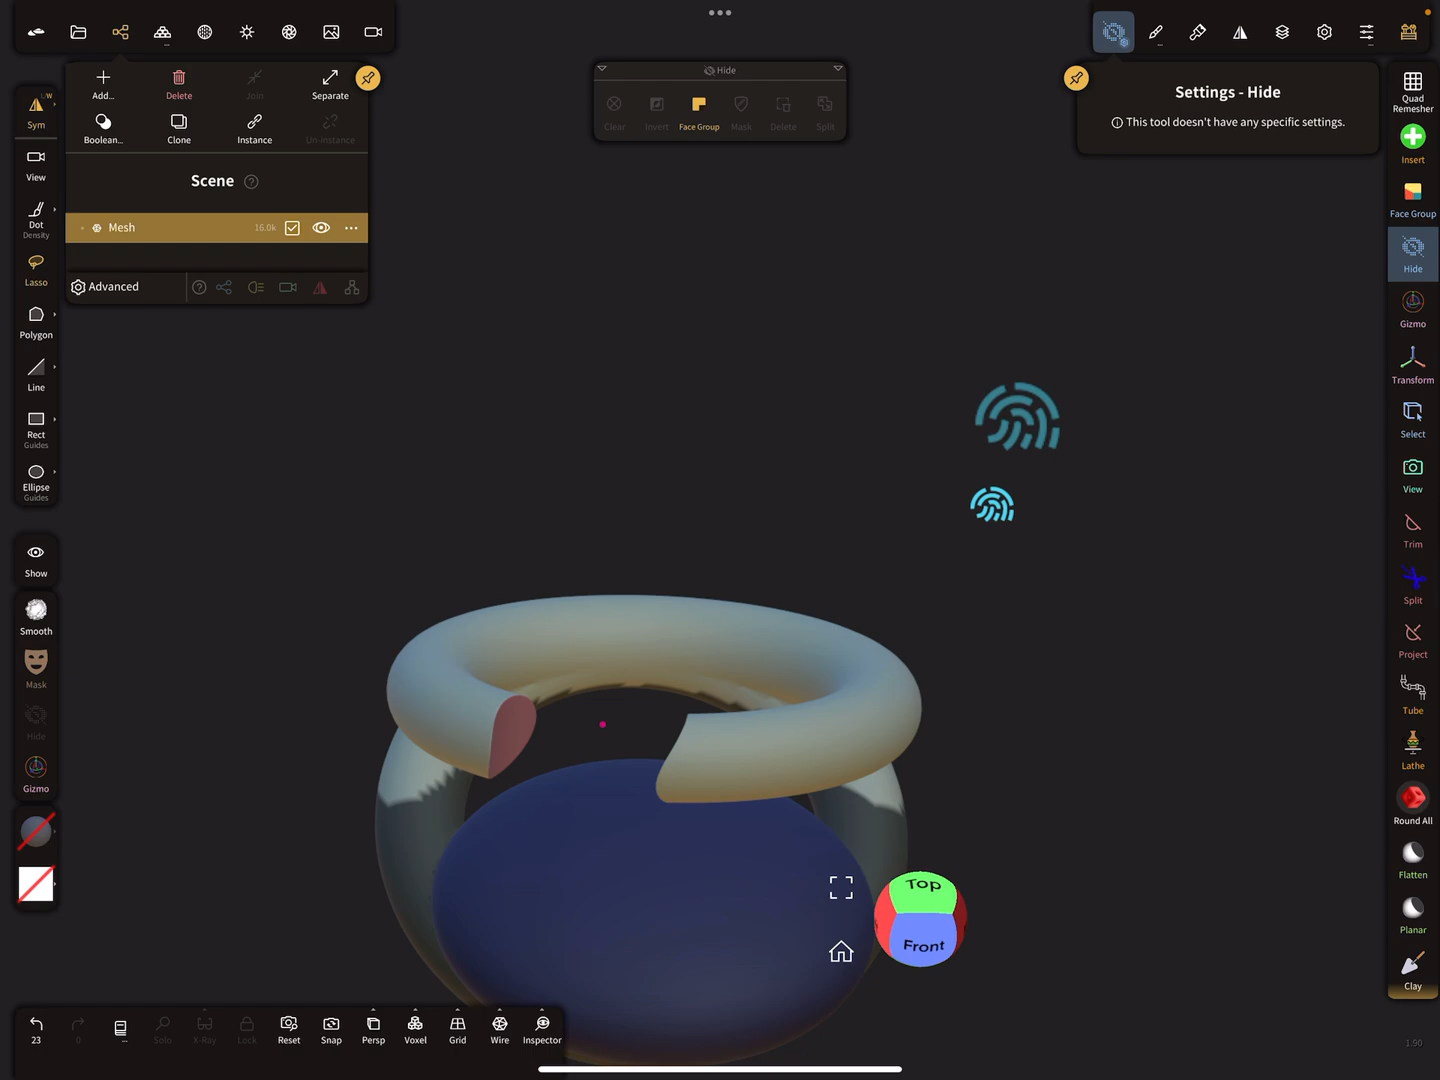 Add...
Delete
Join
Separate
Boolean...
Clone
Instance
Un-instance
Scene
Mesh
16.0k
Advanced
L/W
Sym
View
Dot
Density
Lasso
Polygon
Line
Rect
Guides
Ellipse
Guides
Show
Smooth
Mask
Hide
Gizmo
Hide
Clear
Invert
Face Group
Mask
Delete
Split
Settings - Hide
This tool doesn't have any specific settings.
Quad
Remesher
Insert
Face Group
Hide
Gizmo
Transform
Select
View
Trim
Split
Project
Tube
Lathe
Round All
Flatten
Planar
Clay
Top
Front
23
0
Solo
X-Ray
Lock
Reset
Snap
Persp
Voxel
Grid
Wire
Inspector
1.90